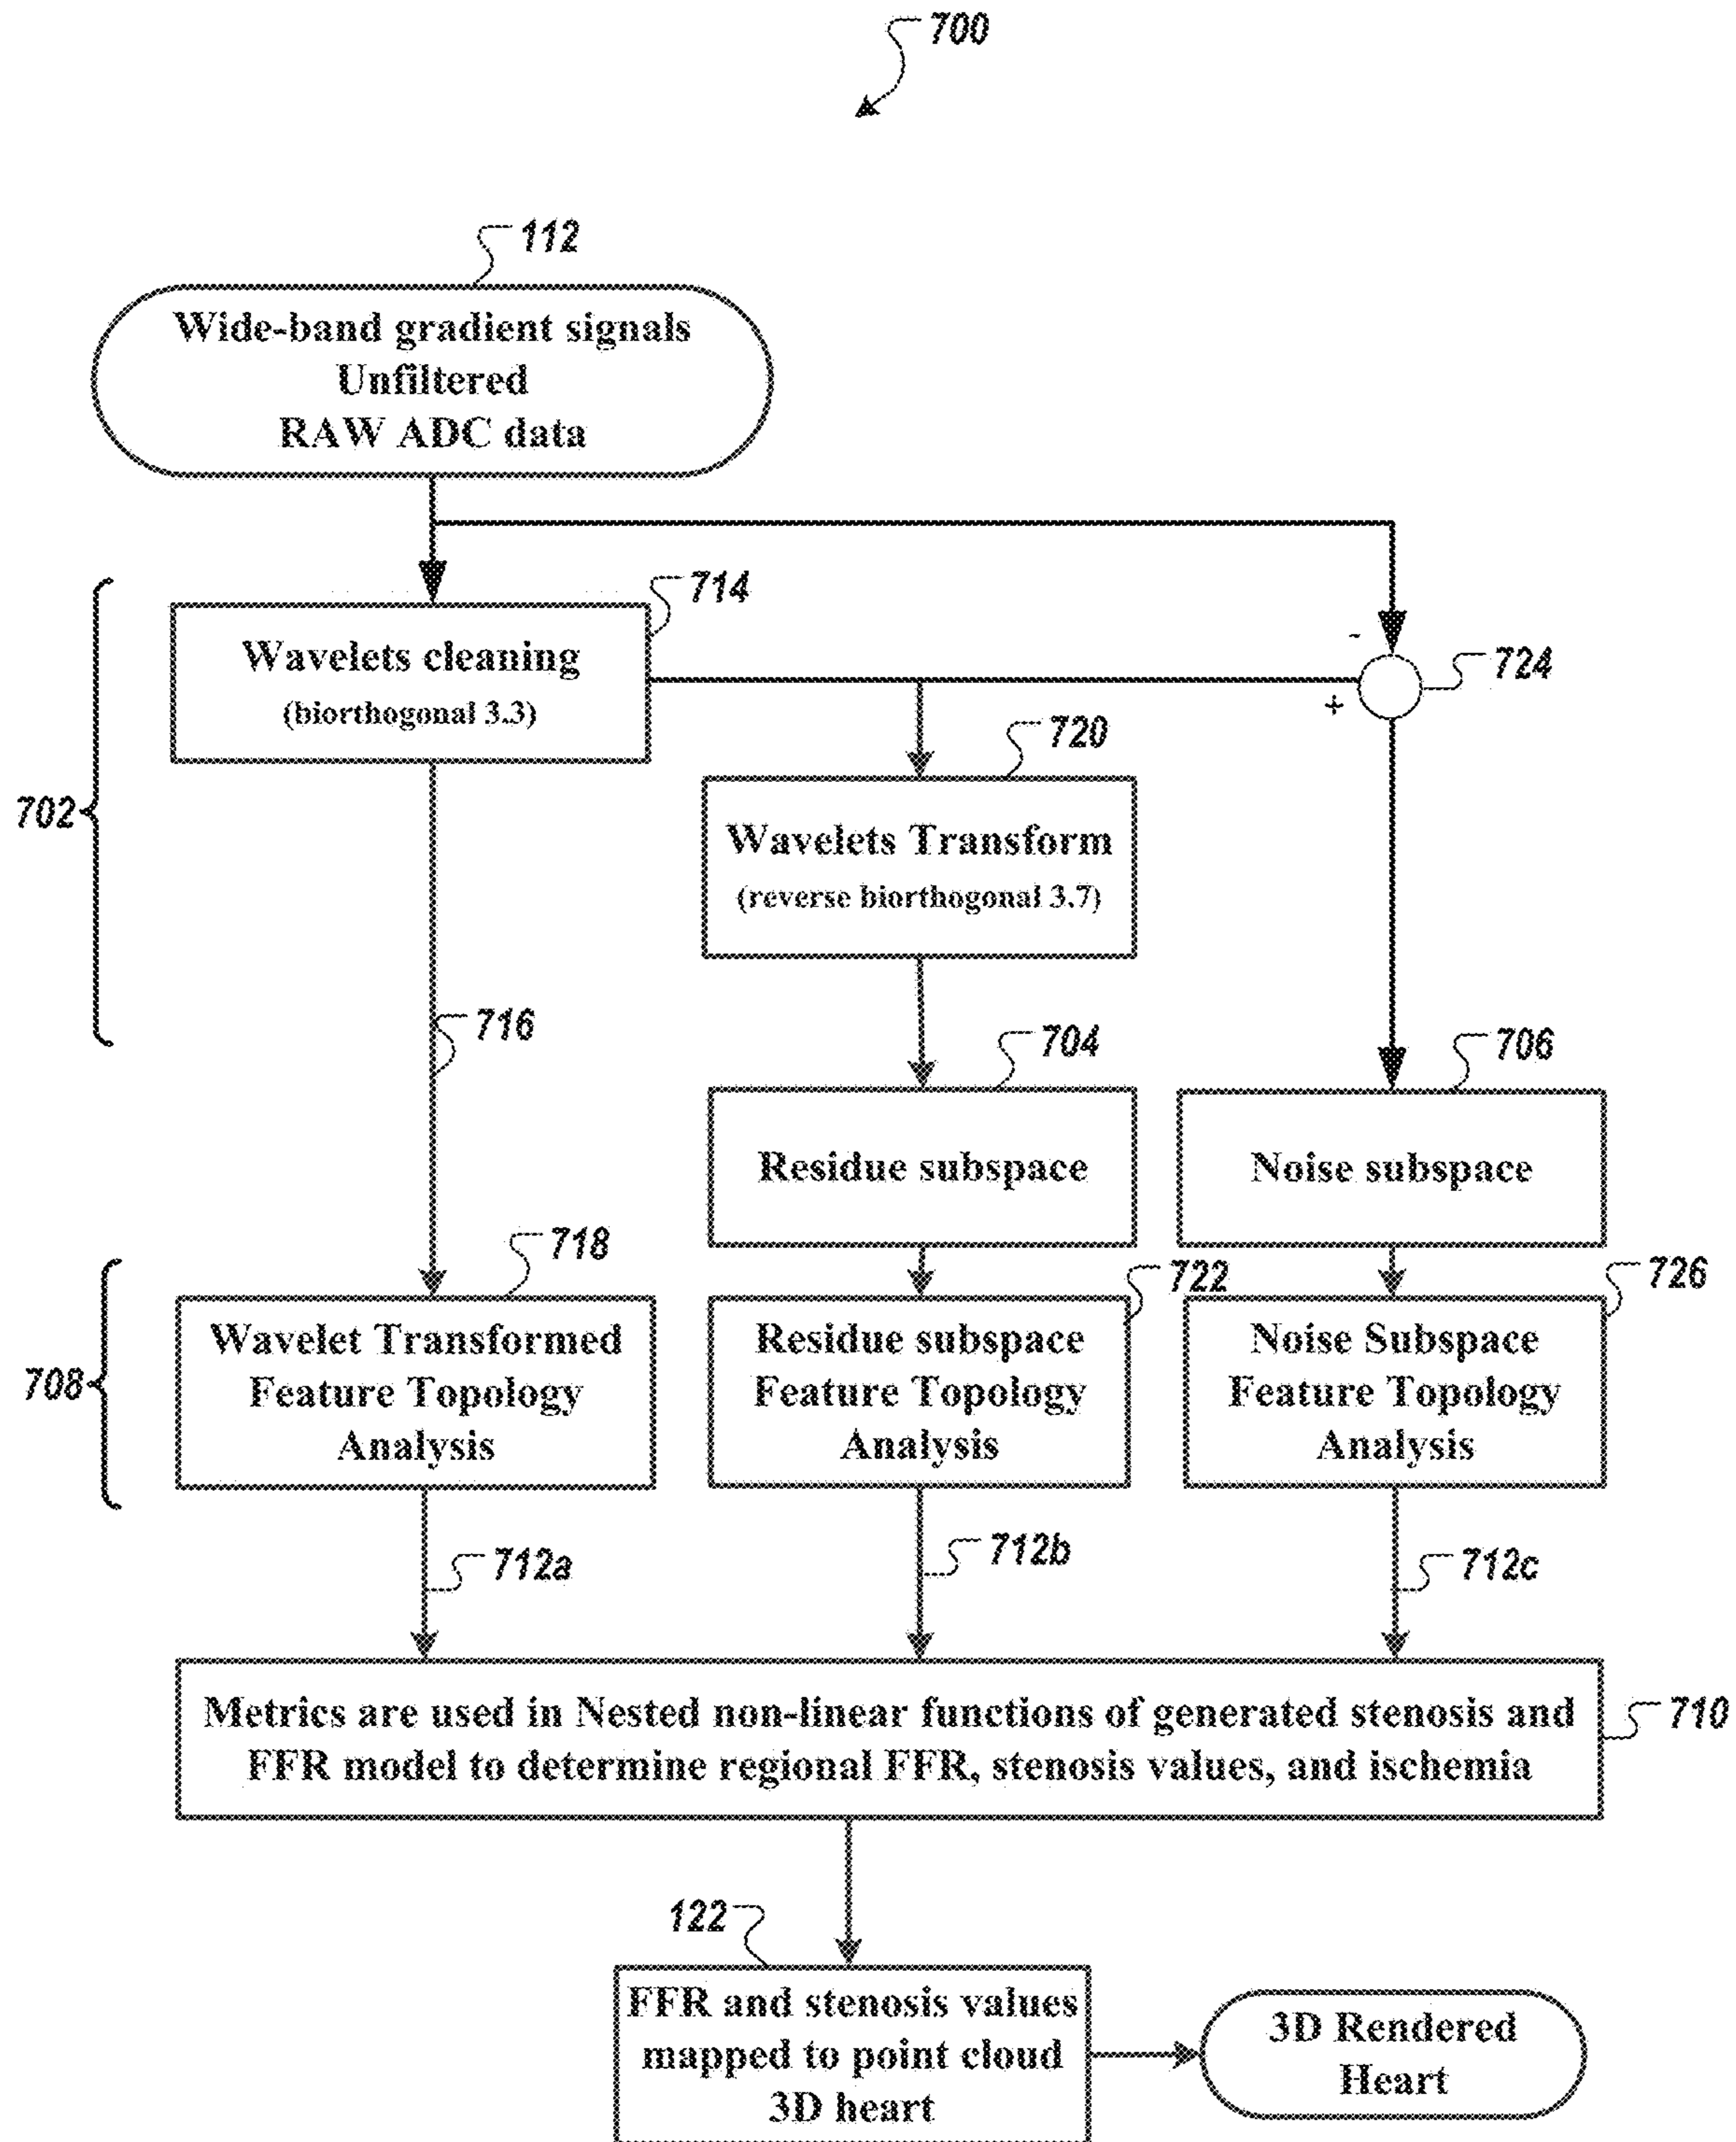 700
112
Wide-band gradient signals
Unfiltered
RAW ADC data
714
Wavelets cleaning
(biorthogonal 3.3)
-
+
724
702
720
Wavelets Transform
(reverse biorthogonal 3.7)
716
704
706
Residue subspace
Noise subspace
708
718
722
726
Wavelet Transformed
Feature Topology
Analysis
Residue subspace
Feature Topology
Analysis
Noise Subspace
Feature Topology
Analysis
712a
712b
712c
Metrics are used in Nested non-linear functions of generated stenosis and
FFR model to determine regional FFR, stenosis values, and ischemia
710
122
FFR and stenosis values
mapped to point cloud
3D heart
3D Rendered
Heart